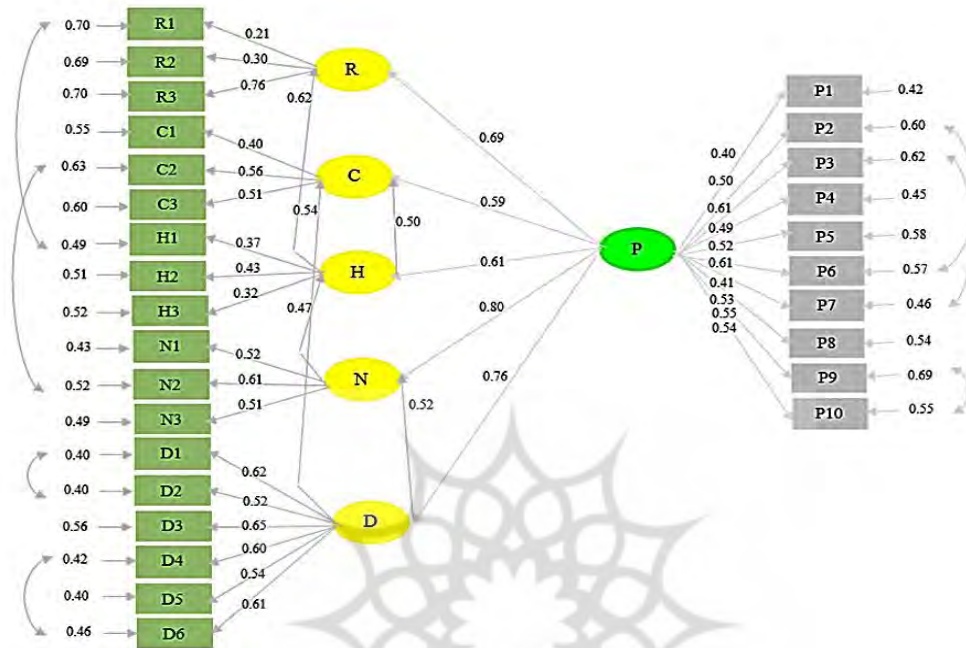 0.70 R1
0.21
0.69 R2
0.30
R
0.70 R3
0.76
0.62
0.55 C1
0.40
0.63 C2
0.56
C
0.60 C3
0.51
0.54
0.50
0.49 H1
0.37
0.51 H2
0.43
H
0.52 H3
0.32
0.47
0.43 N1
0.52
0.52 N2
0.61
N
0.49 N3
0.51
0.52
0.40 D1
0.62
0.40 D2
0.52
D
0.56 D3
0.65
0.42 D4
0.60
0.40 D5
0.54
0.46 D6
0.61
0.69
0.59
0.61
0.80
0.76
P
0.40
0.50
0.61
0.49
0.52
0.61
0.41
0.53
0.55
0.54
P1 0.42
P2 0.60
P3 0.62
P4 0.45
P5 0.58
P6 0.57
P7 0.46
P8 0.54
P9 0.69
P10 0.55